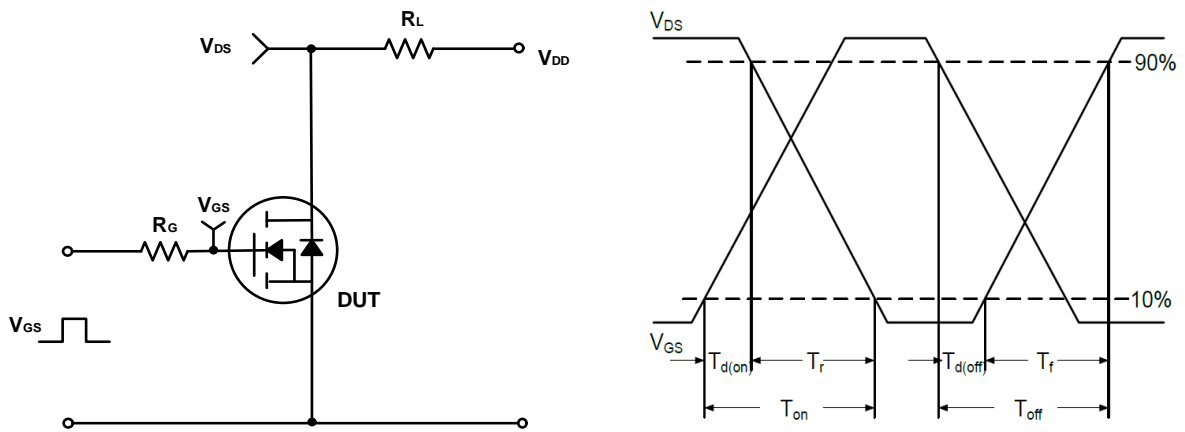 RL
VDS
VDD
VGS
RG
DUT
VGS
VDS
90%
10%
VGS
Td(on)
Tr
Td(off)
Tf
Ton
Toff